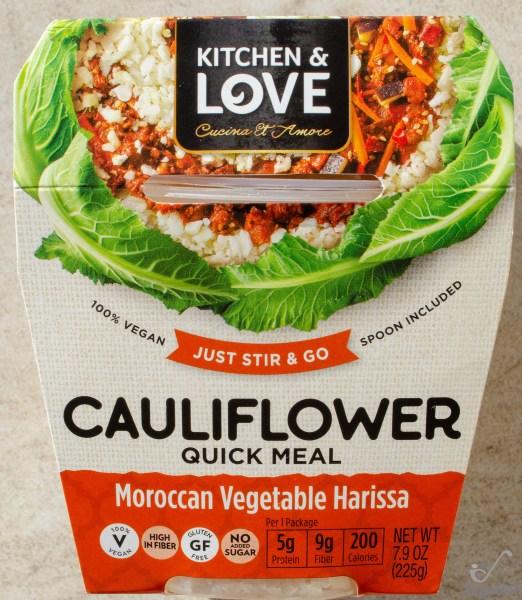 KITCHEN &
LOVE
Cucina & Amore
100% VEGAN
JUST STIR & GO
SPOON INCLUDED
CAULIFLOWER
QUICK MEAL
Moroccan Vegetable Harissa
100%
V
VEGAN
HIGH
IN FIBER
GLUTEN
GF
FREE
NO
ADDED
SUGAR
Per 1 Package
5g
Protein
9g
Fiber
200
Calories
NET WT
7.9 OZ
(225g)